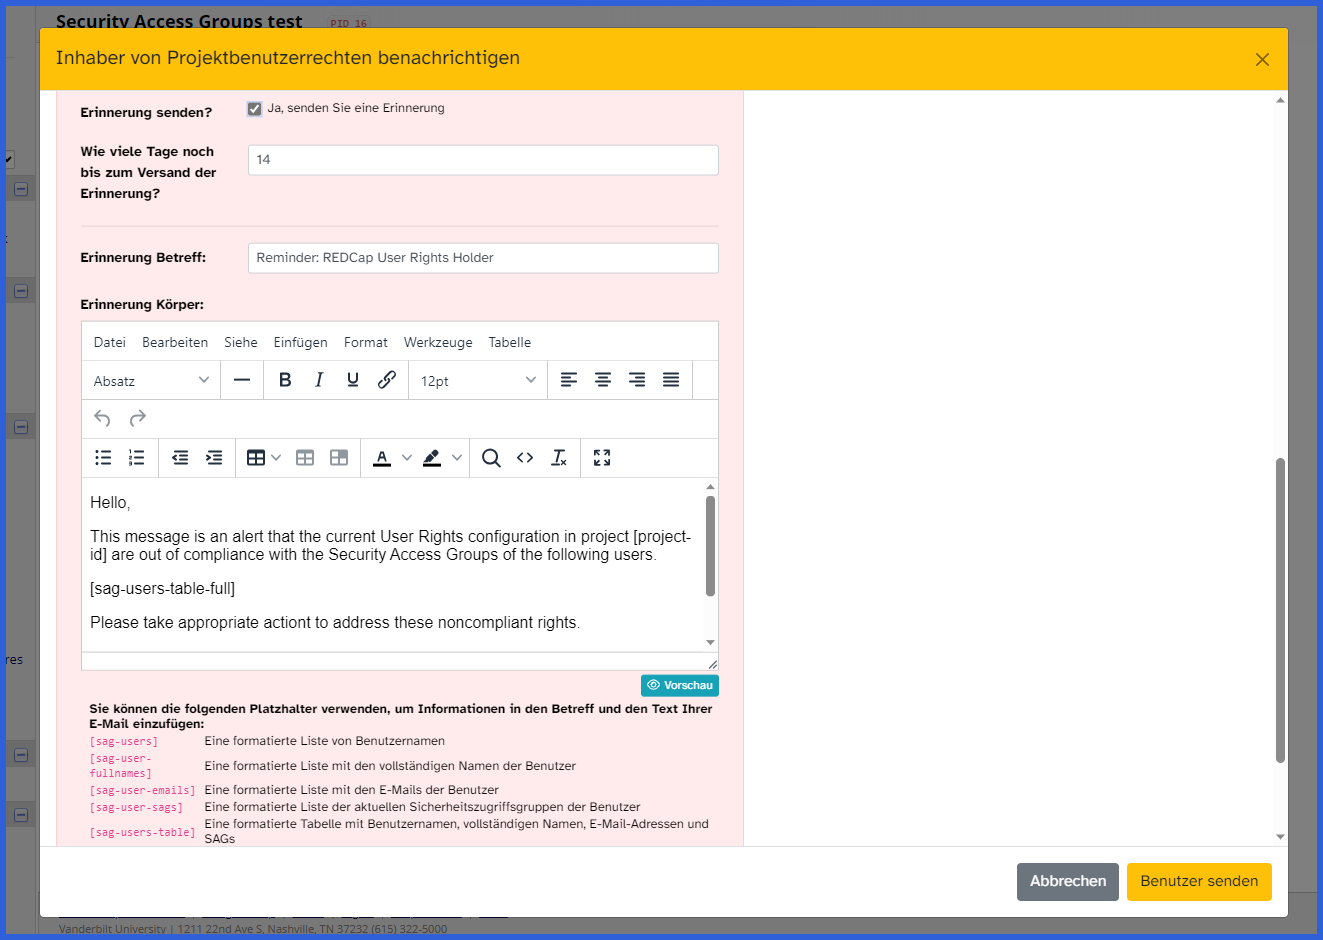 Security Access Groups test PID 16
Inhaber von Projektbenutzerrechten benachrichtigen
Erinnerung senden? Ja, senden Sie eine Erinnerung
Wie viele Tage noch
bis zum Versand der
Erinnerung?
14
Erinnerung Betreff: Reminder: REDCap User Rights Holder
Erinnerung Körper:
Datei Bearbeiten Siehe Einfügen Format Werkzeuge Tabelle
Absatz B I U 12pt
Hello,
This message is an alert that the current User Rights configuration in project [project-
id] are out of compliance with the Security Access Groups of the following users.
[sag-users-table-full]
Please take appropriate actiont to address these noncompliant rights.
Vorschau
Sie können die folgenden Platzhalter verwenden, um Informationen in den Betreff und den Text Ihrer
E-Mail einzufügen:
[sag-users] Eine formatierte Liste von Benutzernamen
[sag-user-
fullnames] Eine formatierte Liste mit den vollständigen Namen der Benutzer
[sag-user-emails] Eine formatierte Liste mit den E-Mails der Benutzer
[sag-user-sags] Eine formatierte Liste der aktuellen Sicherheitszugriffsgruppen der Benutzer
[sag-users-table] Eine formatierte Tabelle mit Benutzernamen, vollständigen Namen, E-Mail-Adressen und
SAGs
res
Abbrechen Benutzer senden
Vanderbilt University | 1211 22nd Ave S, Nashville, TN 37232 (615) 322-5000